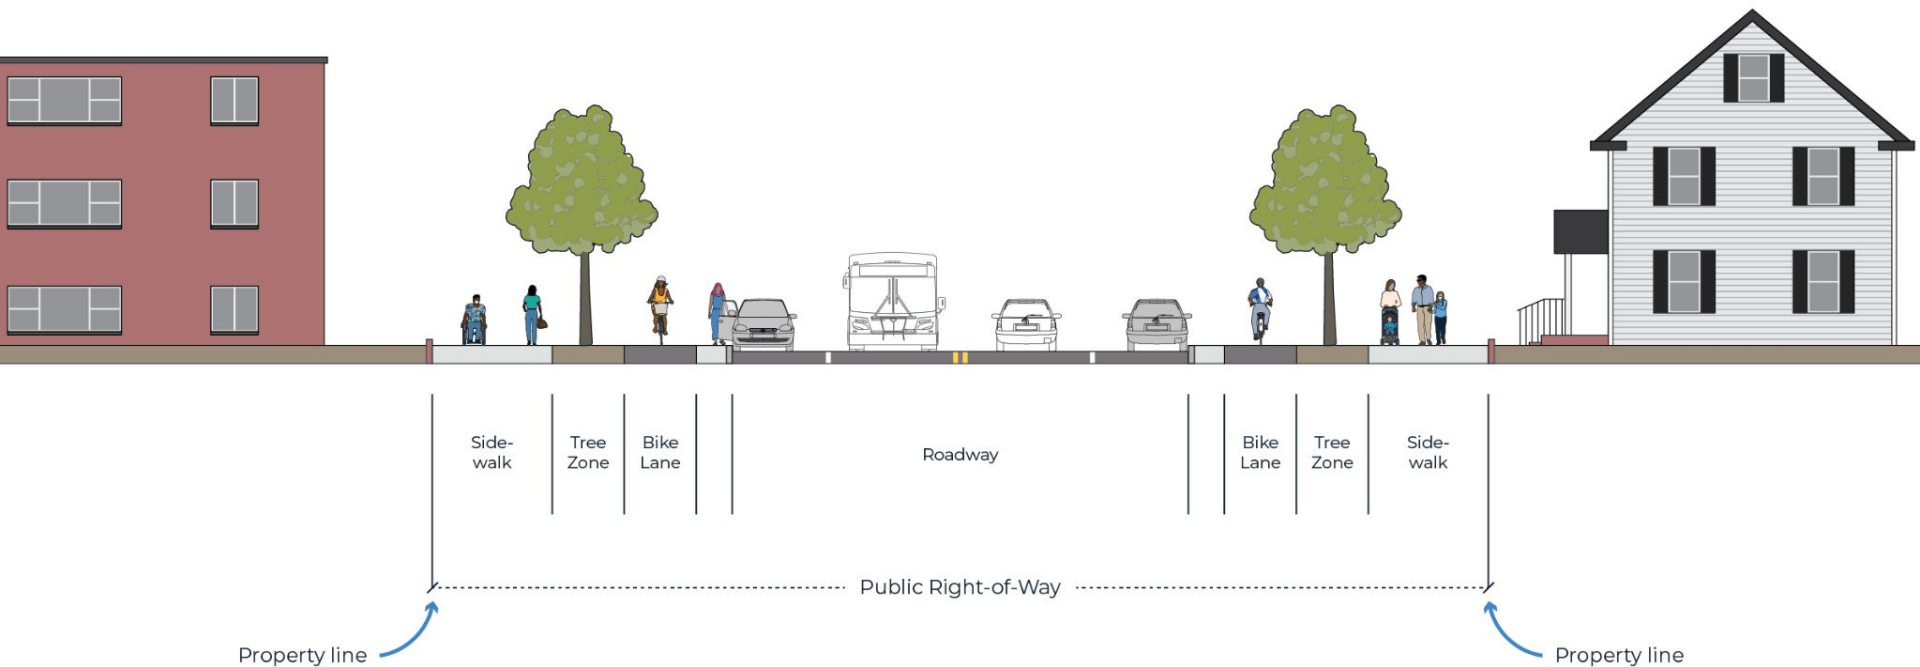 Side-
walk
Tree
Zone
Bike
Lane
Roadway
Bike
Lane
Tree
Zone
Side-
walk
Public Right-of-Way
Property line
Property line